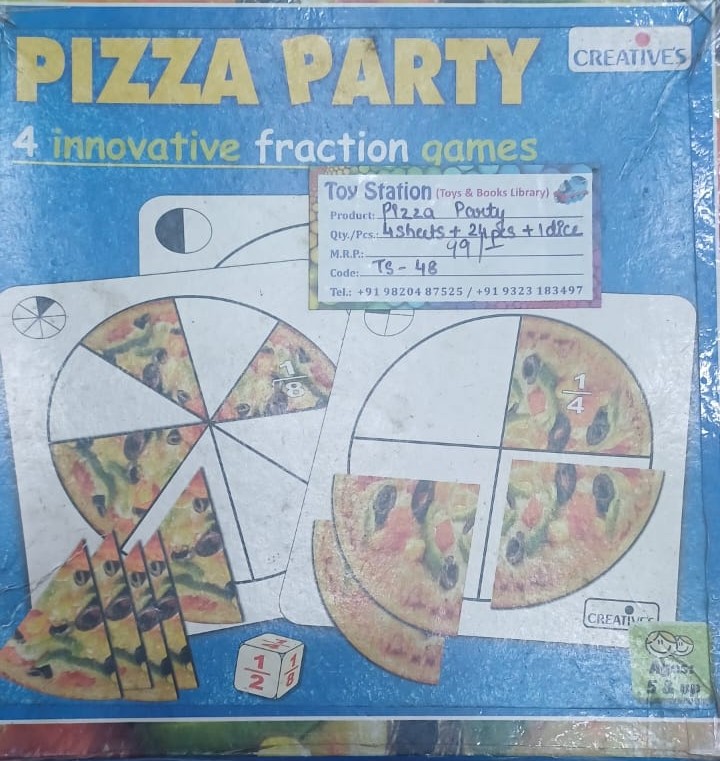 PIZZA PARTY
CREATIVE'S
4 innovative fraction games
Toy Station (Toys & Books Library)
Product: Pizza Party
Qty./Pcs.: 4 sheets + 24 pcs + 1 dice
M.R.P.: 49/-
Code: TS - 48
Tel.: +91 98204 87525 / +91 9323 183497
1/8
1/4
CREATIVE'S
1/2
1/8
Ages:
5 & up